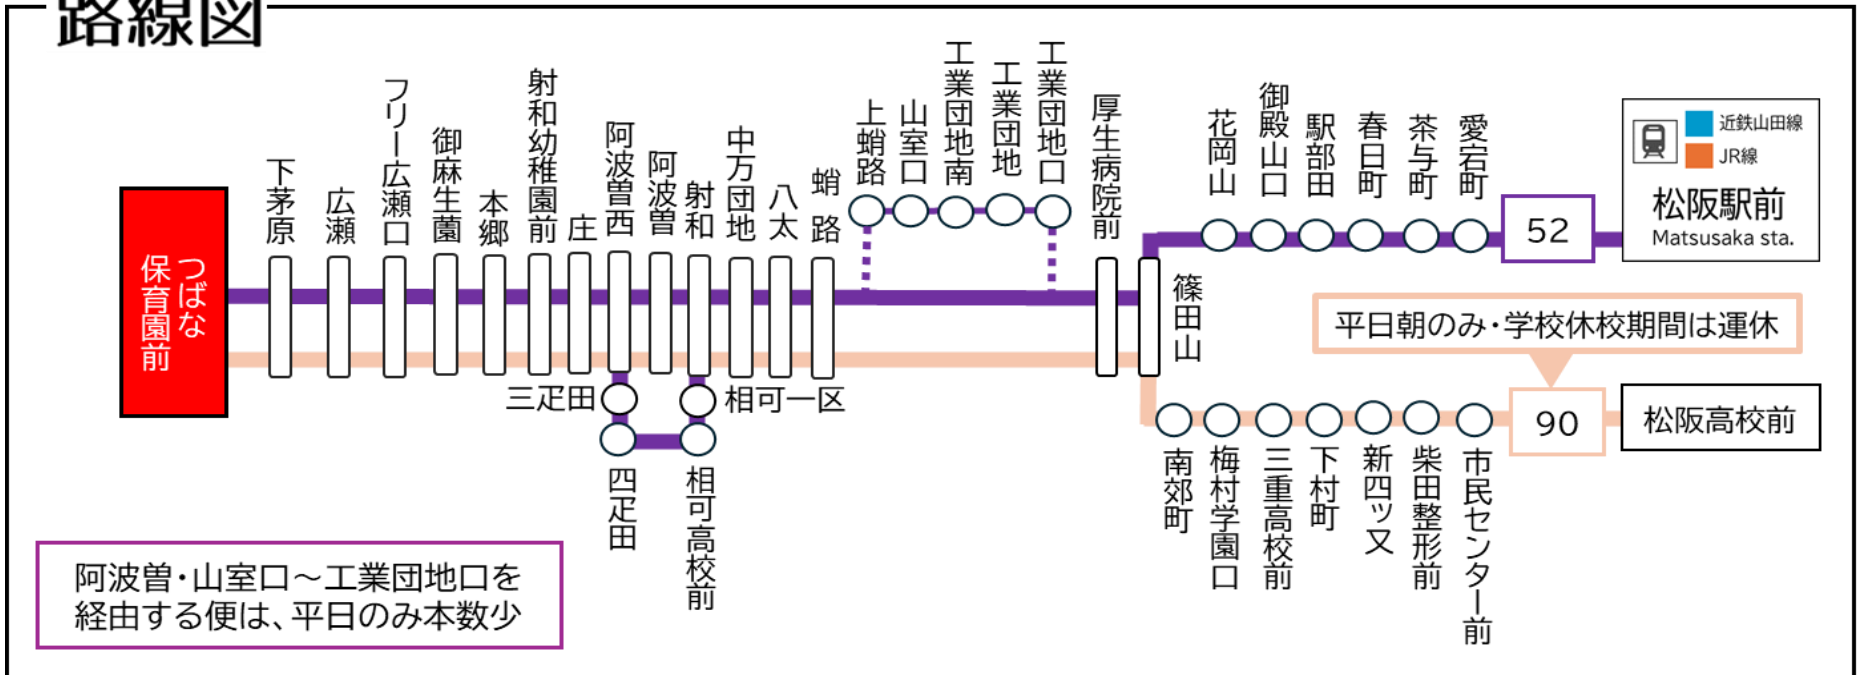 路線図
つばな
保育園前
下茅原
広瀬
フリー広瀬口
御麻生薗
本郷
射和幼稚園前
庄
阿波曽西
阿波曽
射和
中万団地
八太
蛸路
上蛸路
山室口
工業団地南
工業団地
工業団地口
厚生病院前
篠田山
花岡山
御殿山口
駅部田
春日町
茶与町
愛宕町
52
近鉄山田線
JR線
松阪駅前
Matsusaka sta.
平日朝のみ・学校休校期間は運休
三疋田
相可一区
四疋田
相可高校前
南郊町
梅村学園口
三重高校前
下村町
新四ッ又
柴田整形前
市民センター前
90
松阪高校前
阿波曽・山室口～工業団地口を
経由する便は、平日のみ本数少